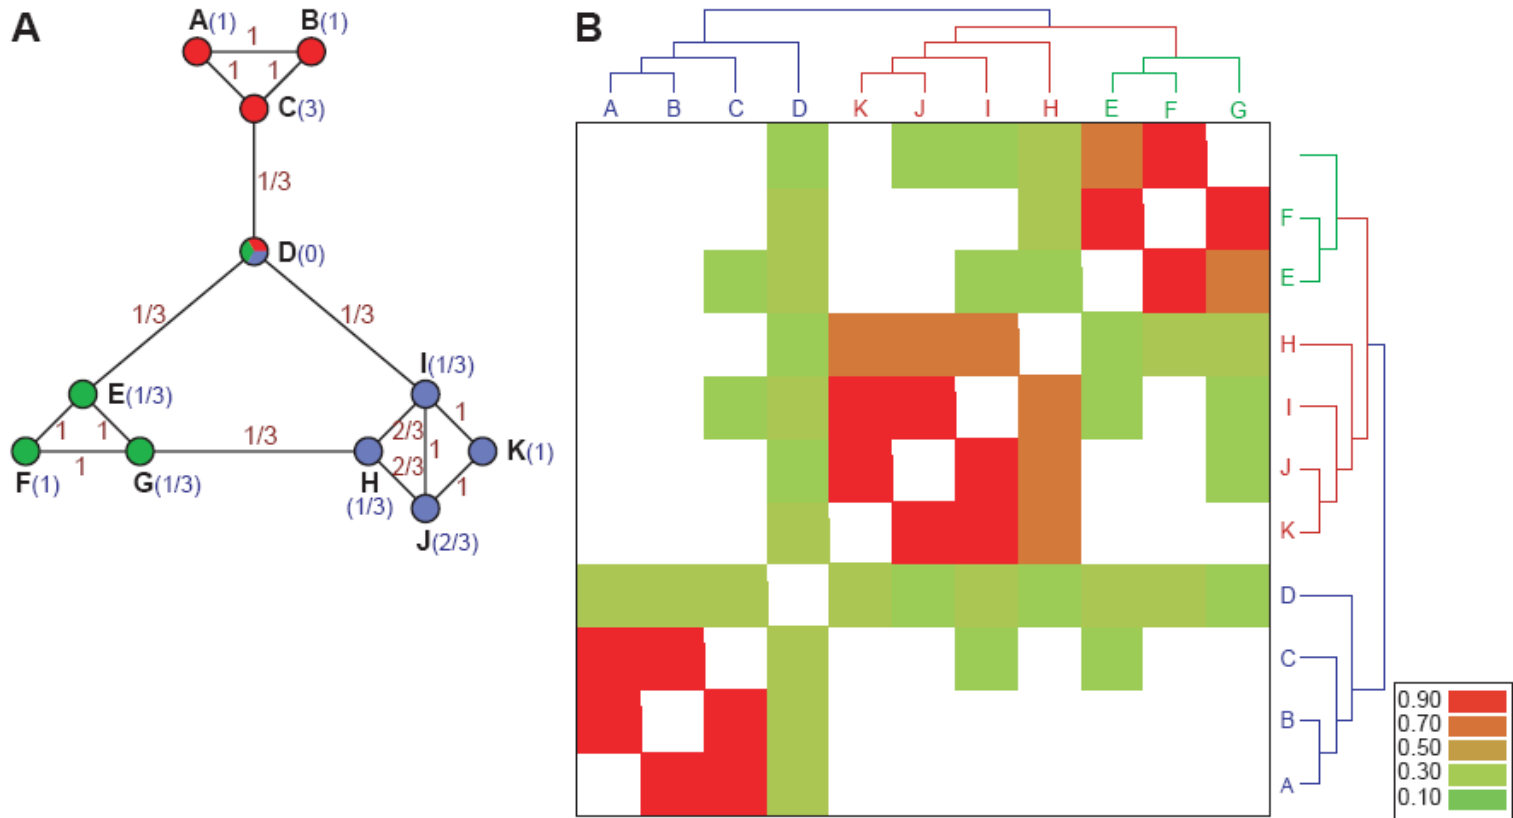 A
A(1) 1 B(1)
1 1
C(3)
1/3
D(0)
1/3 1/3
I(1/3)
E(1/3)
1 1 2/3 1 1
1/3
1 2/3 1 K(1)
F(1) G(1/3) H
(1/3)
J(2/3)
B
A B C D K J I H E F G
F
E
H
I
J
K
D
C
B
A
0.90
0.70
0.50
0.30
0.10